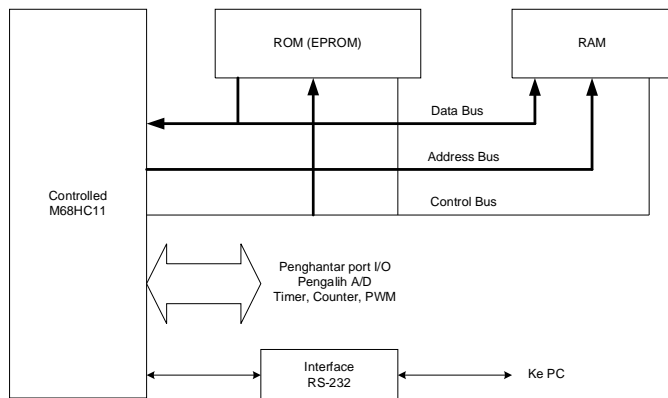 ROM (EPROM)
RAM
Data Bus
Address Bus
Controlled
M68HC11
Control Bus
Penghantar port I/O
Pengalih A/D
Timer, Counter, PWM
Interface
RS-232
Ke PC